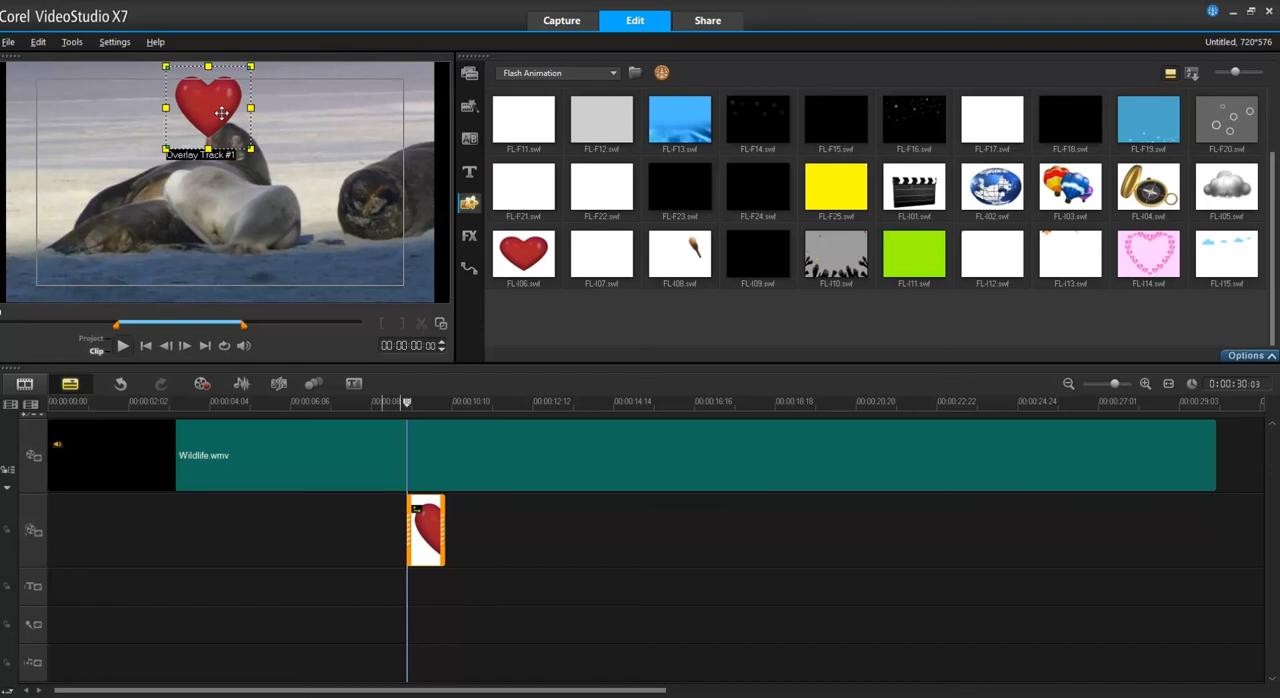 Corel VideoStudio X7
Capture
Edit
Share
File
Edit
Tools
Settings
Help
Untitled, 720*576
Overlay Track #1
Flash Animation
FL-F11.swf
FL-F12.swf
FL-F13.swf
FL-F14.swf
FL-F15.swf
FL-F16.swf
FL-F17.swf
FL-F18.swf
FL-F19.swf
FL-F20.swf
FL-F21.swf
FL-F22.swf
FL-F23.swf
FL-F24.swf
FL-F25.swf
FL-I01.swf
FL-I02.swf
FL-I03.swf
FL-I04.swf
FL-I05.swf
FL-I06.swf
FL-I07.swf
FL-I08.swf
FL-I09.swf
FL-I10.swf
FL-I11.swf
FL-I12.swf
FL-I13.swf
FL-I14.swf
FL-I15.swf
AB
T
FX
Project
Clip
00:00:00:00
Options
0:00:30:03
00:00:00:00
00:00:02:02
00:00:04:04
00:00:06:06
00:00:08
00:00:10:10
00:00:12:12
00:00:14:14
00:00:16:16
00:00:18:18
00:00:20:20
00:00:22:22
00:00:24:24
00:00:27:01
00:00:29:03
Wildlife.wmv